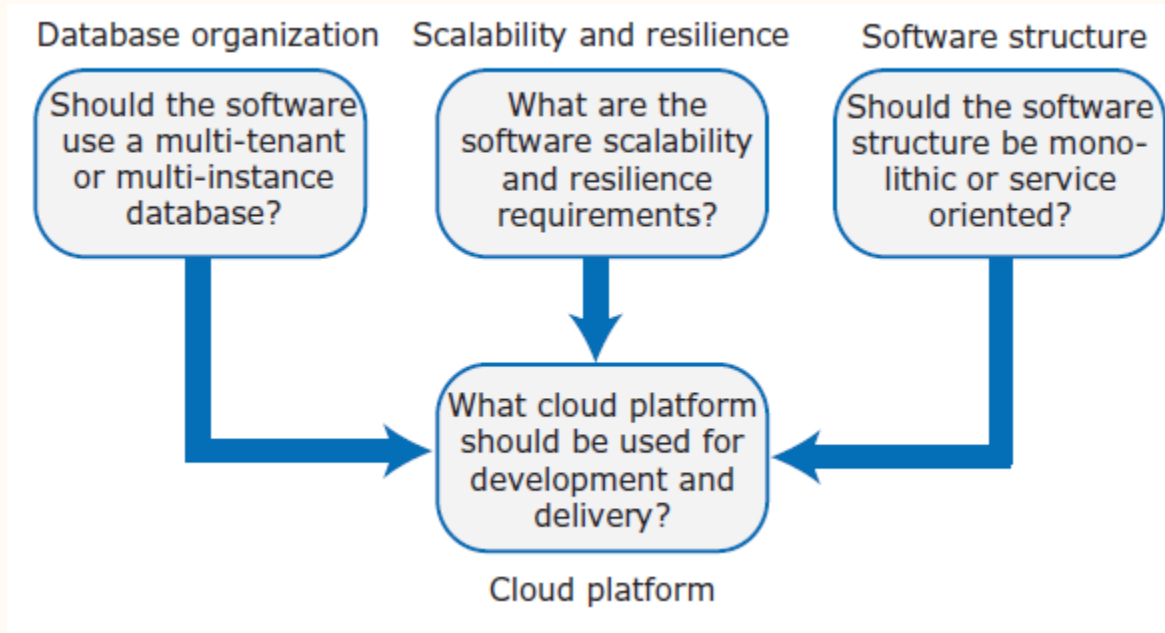 Database organization
Should the software
use a multi-tenant
or multi-instance
database?
Scalability and resilience
What are the
software scalability
and resilience
requirements?
Software structure
Should the software
structure be mono-
lithic or service
oriented?
What cloud platform
should be used for
development and
delivery?
Cloud platform